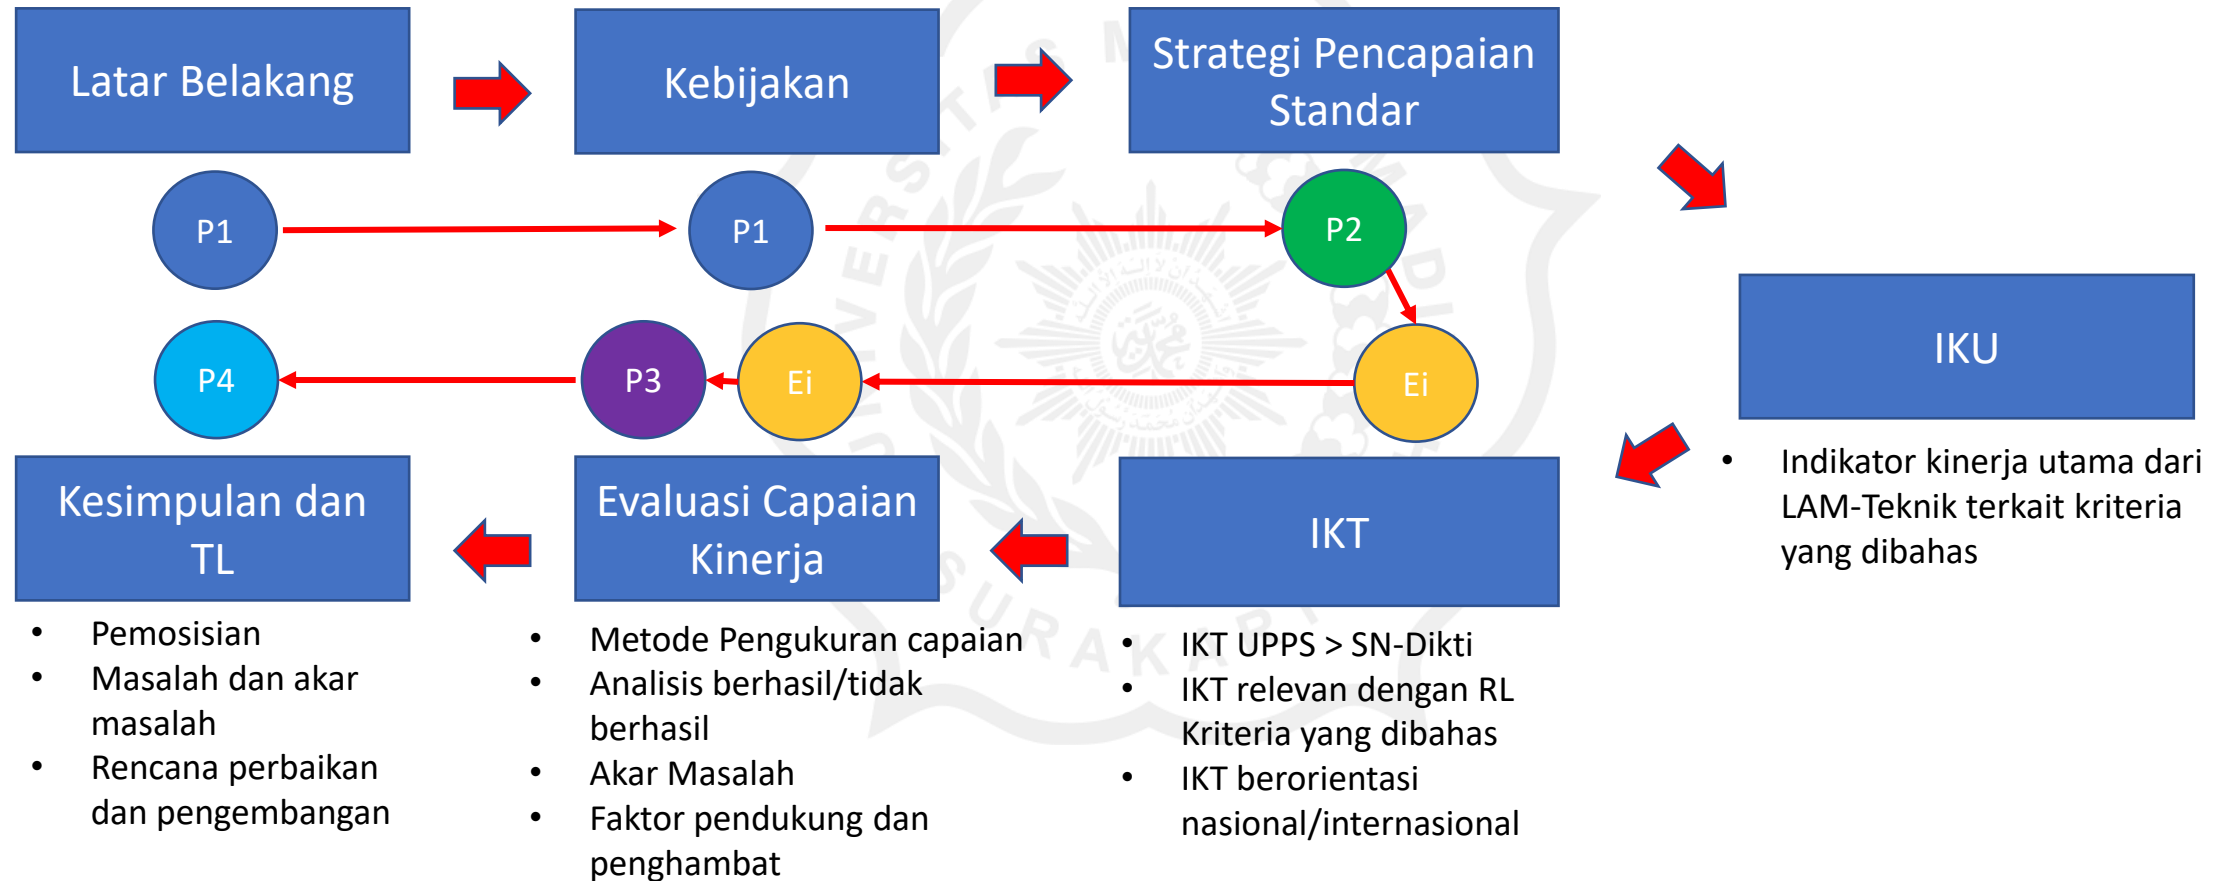 Latar Belakang
Kebijakan
Strategi Pencapaian
Standar
P1
P1
P2
IKU
P4
P3
Ei
Ei
• Indikator kinerja utama dari
LAM-Teknik terkait kriteria
yang dibahas
Kesimpulan dan
TL
Evaluasi Capaian
Kinerja
IKT
• Pemosisian
• Masalah dan akar
masalah
• Rencana perbaikan
dan pengembangan
• Metode Pengukuran capaian
• Analisis berhasil/tidak
berhasil
• Akar Masalah
• Faktor pendukung dan
penghambat
• IKT UPPS > SN-Dikti
• IKT relevan dengan RL
Kriteria yang dibahas
• IKT berorientasi
nasional/internasional